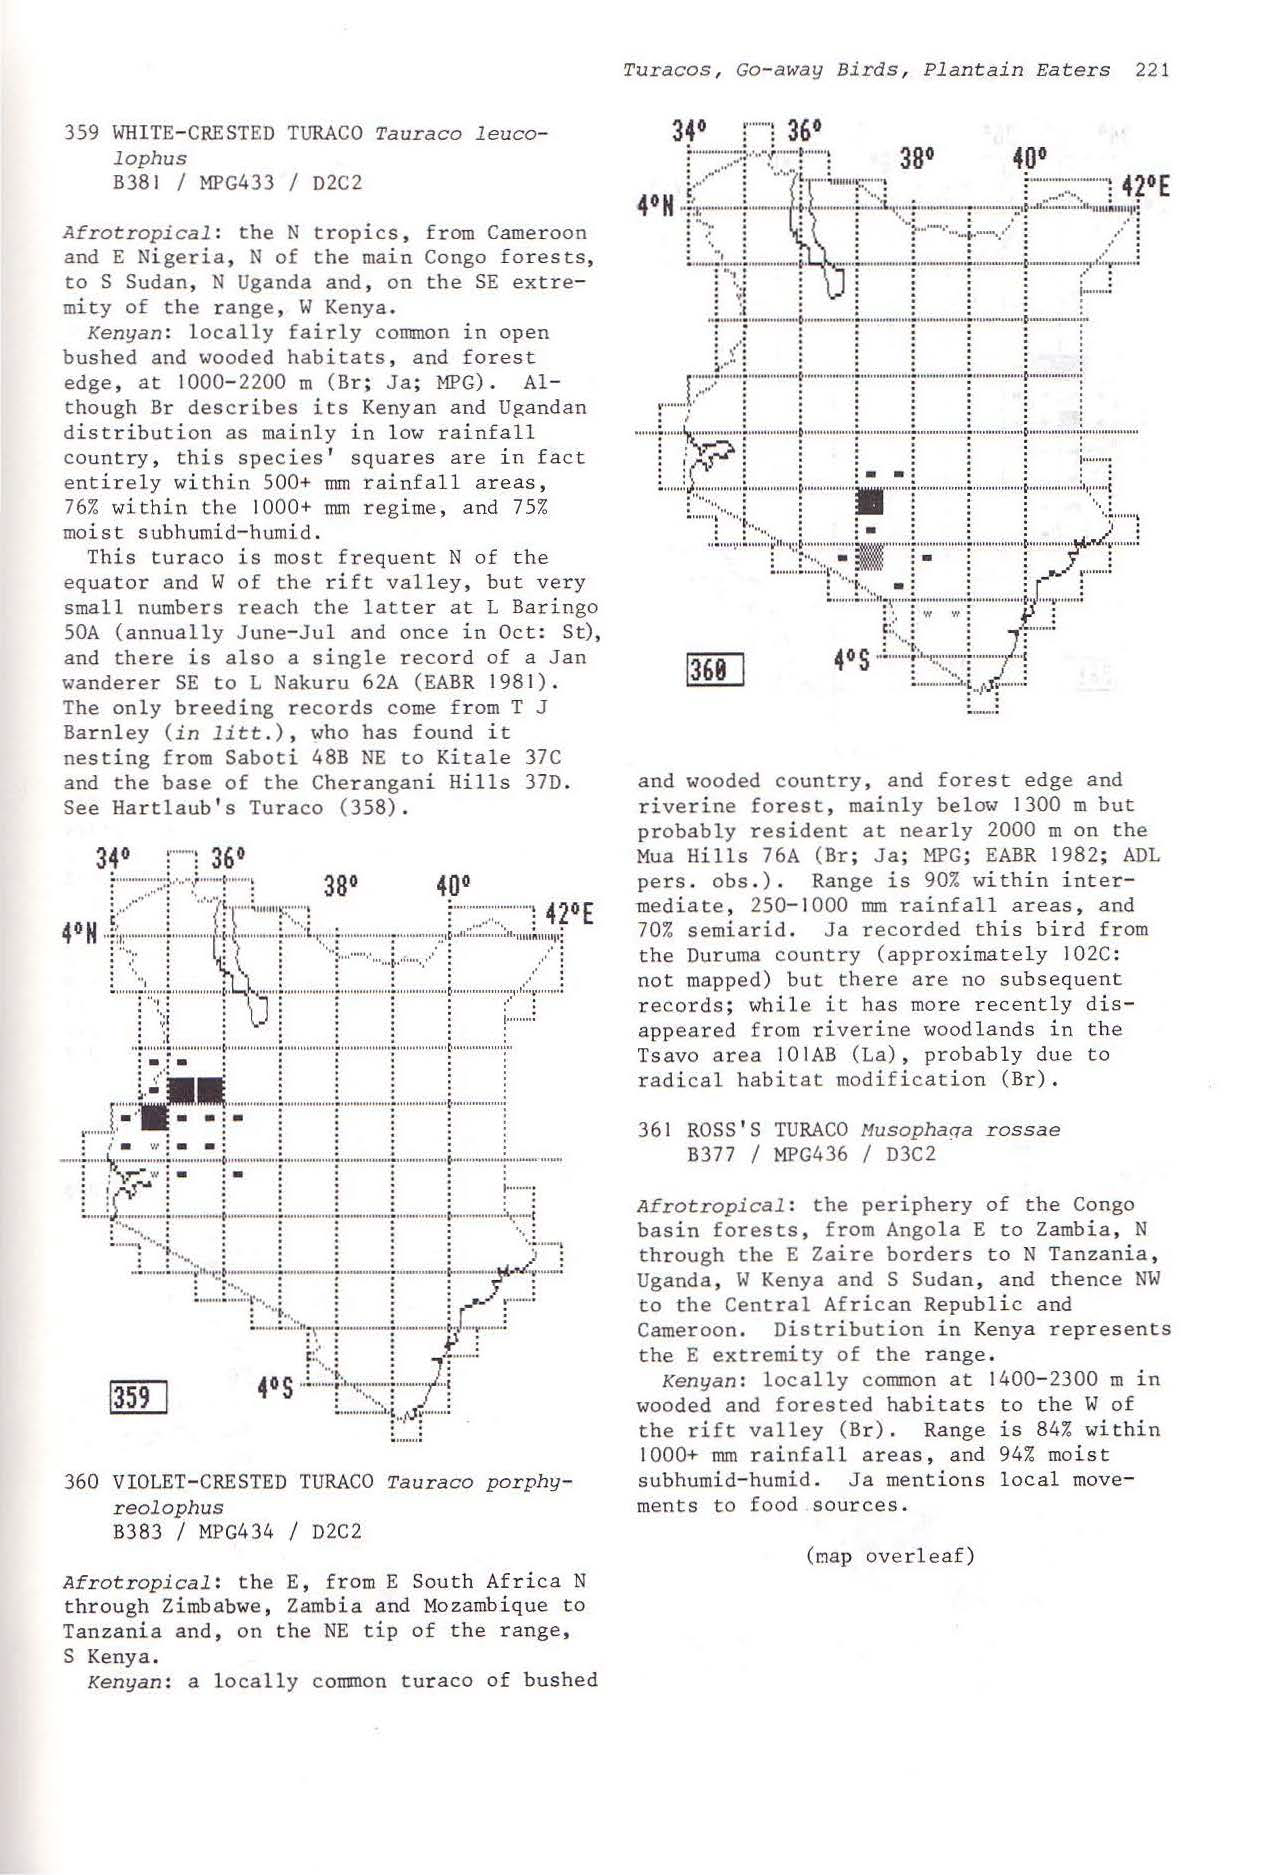 Turacos, Go-away Birds, Plantain Eaters 221
359 WHITE-CRESTED TURACO Tauraco leuco-
lophus
B381 / MPG433 / D2C2
Afrotropical: the N tropics, from Cameroon
and E Nigeria, N of the main Congo forests,
to S Sudan, N Uganda and, on the SE extre-
mity of the range, W Kenya.
Kenyan: locally fairly common in open
bushed and wooded habitats, and forest
edge, at 1000-2200 m (Br; Ja; MPG). Al-
though Br describes its Kenyan and Ugandan
distribution as mainly in low rainfall
country, this species' squares are in fact
entirely within 500+ mm rainfall areas,
76% within the 1000+ mm regime, and 75%
moist subhumid-humid.
This turaco is most frequent N of the
equator and W of the rift valley, but very
small numbers reach the latter at L Baringo
50A (annually June-Jul and once in Oct: St),
and there is also a single record of a Jan
wanderer SE to L Nakuru 62A (EABR 1981).
The only breeding records come from T J
Barnley (in litt.), who has found it
nesting from Saboti 48B NE to Kitale 37C
and the base of the Cherangani Hills 37D.
See Hartlaub's Turaco (358).
34° 36°
38° 40°
42°E
4°N
W
W
4°S
359
360 VIOLET-CRESTED TURACO Tauraco porphy-
reolophus
B383 / MPG434 / D2C2
Afrotropical: the E, from E South Africa N
through Zimbabwe, Zambia and Mozambique to
Tanzania and, on the NE tip of the range,
S Kenya.
Kenyan: a locally common turaco of bushed
34° 36°
38° 40°
42°E
4°N
W W
4°S
360
and wooded country, and forest edge and
riverine forest, mainly below 1300 m but
probably resident at nearly 2000 m on the
Mua Hills 76A (Br; Ja; MPG; EABR 1982; ADL
pers. obs.). Range is 90% within inter-
mediate, 250-1000 mm rainfall areas, and
70% semiarid. Ja recorded this bird from
the Duruma country (approximately 102C:
not mapped) but there are no subsequent
records; while it has more recently dis-
appeared from riverine woodlands in the
Tsavo area 101AB (La), probably due to
radical habitat modification (Br).
361 ROSS'S TURACO Musophaga rossae
B377 / MPG436 / D3C2
Afrotropical: the periphery of the Congo
basin forests, from Angola E to Zambia, N
through the E Zaire borders to N Tanzania,
Uganda, W Kenya and S Sudan, and thence NW
to the Central African Republic and
Cameroon. Distribution in Kenya represents
the E extremity of the range.
Kenyan: locally common at 1400-2300 m in
wooded and forested habitats to the W of
the rift valley (Br). Range is 84% within
1000+ mm rainfall areas, and 94% moist
subhumid-humid. Ja mentions local move-
ments to food sources.
(map overleaf)